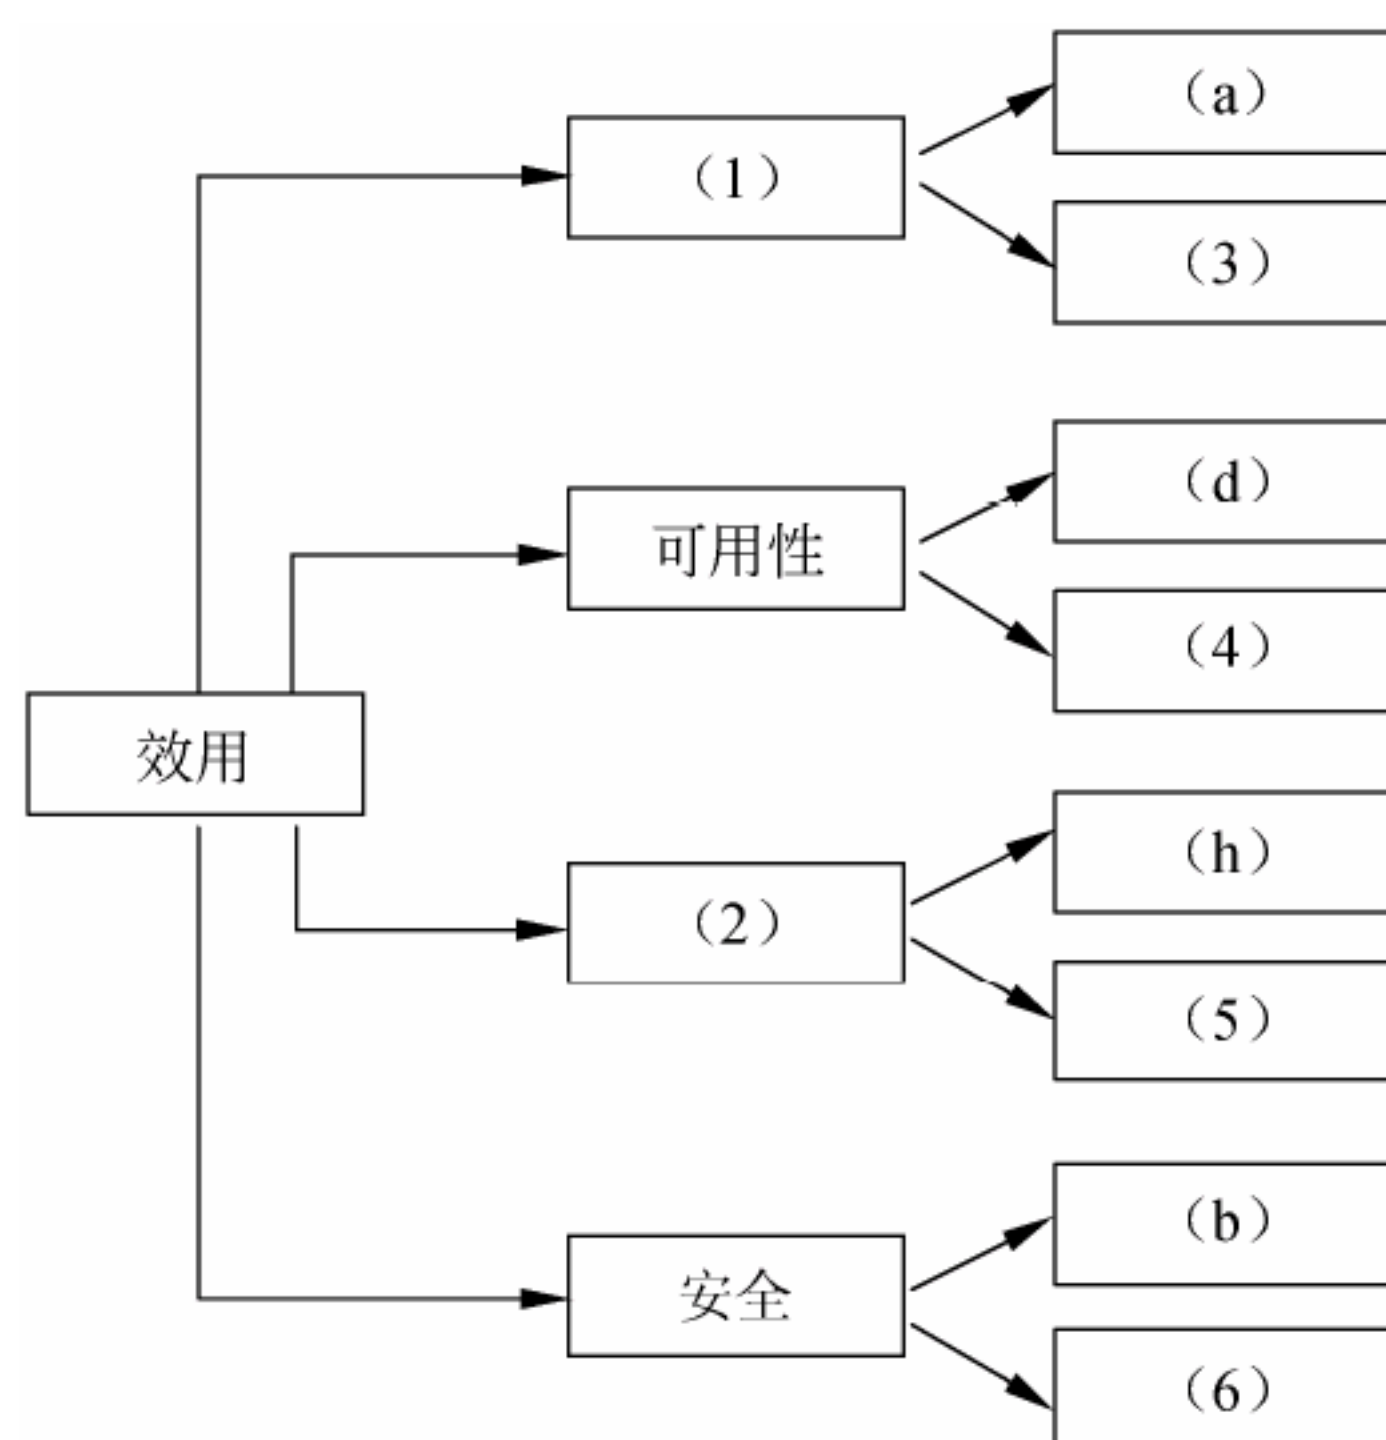 （a）
（1）
（3）
（d）
可用性
（4）
效用
（h）
（2）
（5）
（b）
安全
（6）